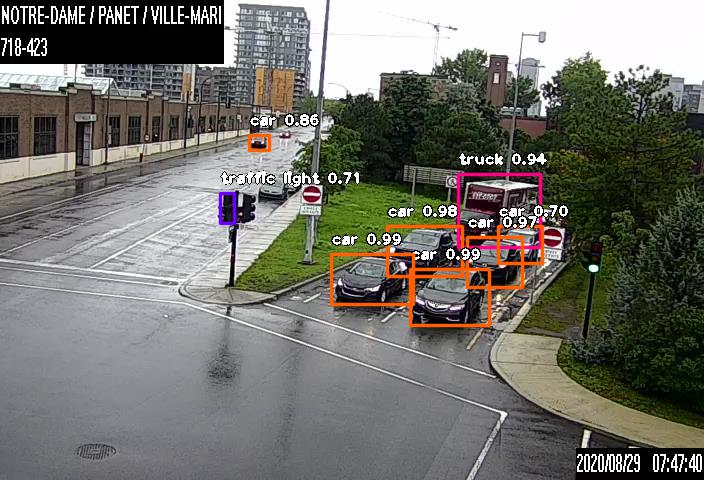 NOTRE-DAME / PANET / VILLE-MARI
718-423
car 0.86
truck 0.94
traffic light 0.71
car 0.98
car 0.70
car 0.97
car 0.99
car 0.99
2020/08/29 07:47:40